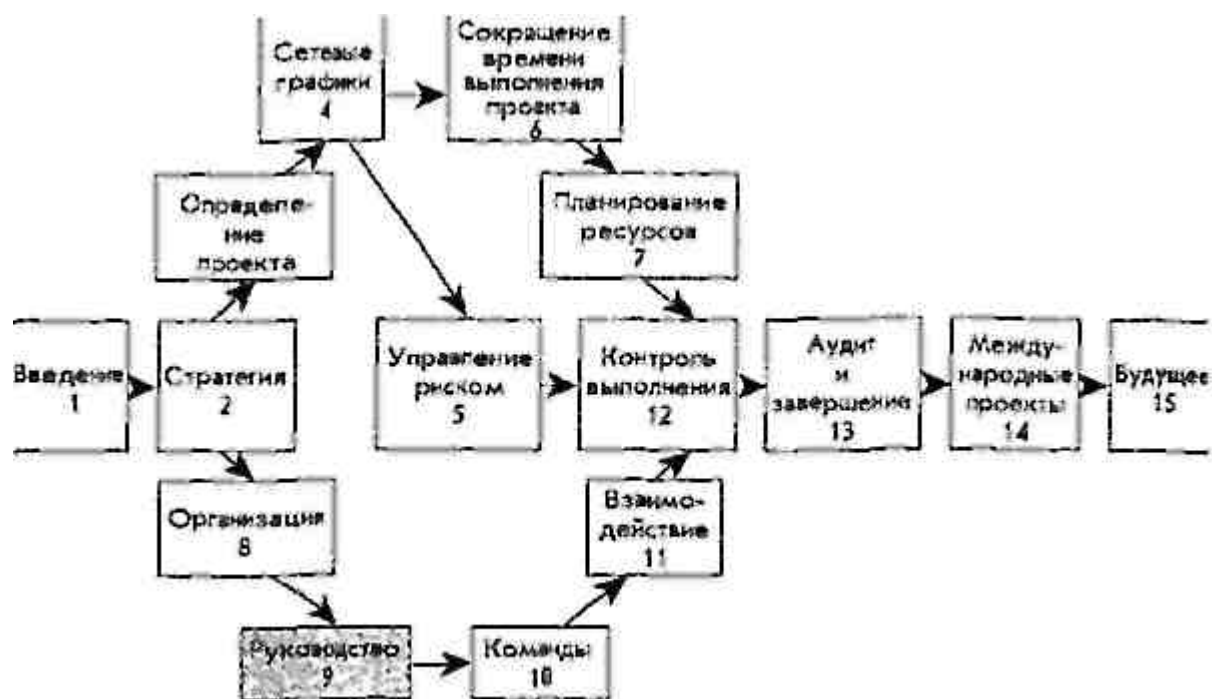 Сетевые
графики
4
Сокращение
времени
выполнения
проекта
6
Определе-
ние
проекта
Планирование
ресурсов
7
Введение
1
Стратегия
2
Управление
риском
5
Контроль
выполнения
12
Аудит
и
завершение
13
Между-
народные
проекты
14
Будущее
15
Организация
8
Взаимо-
действие
11
Руководство
9
Команды
10